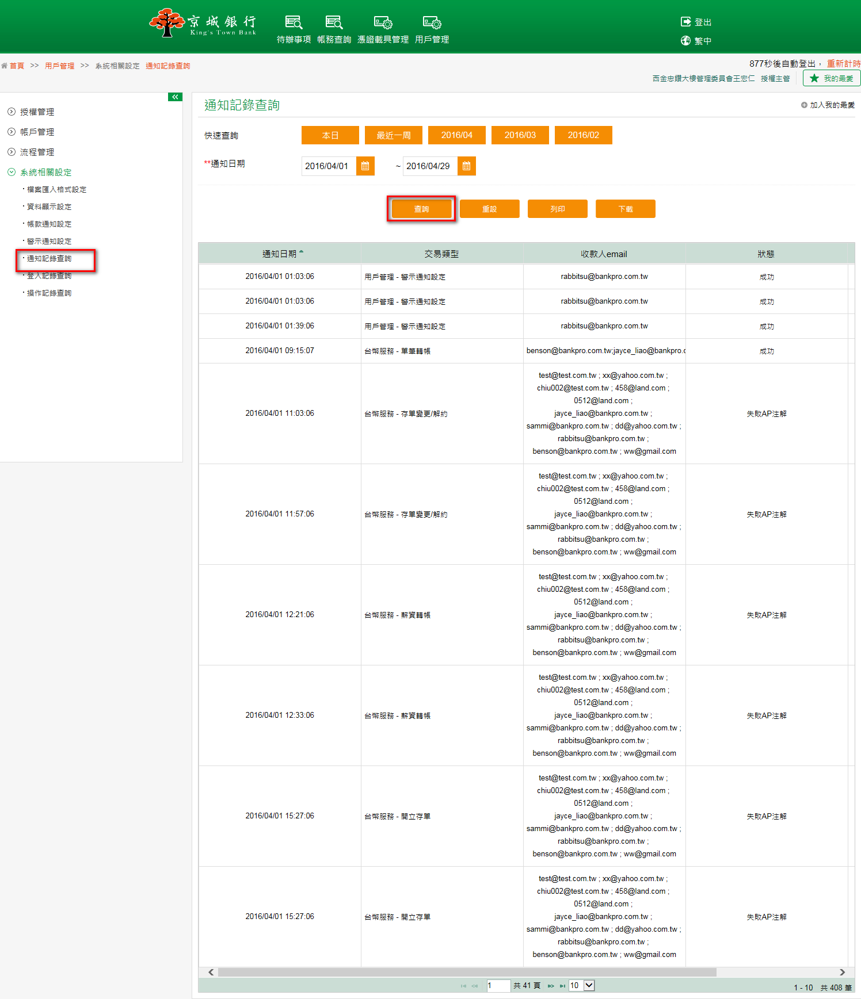 京城銀行
King's Town Bank
待辦事項 帳務查詢 憑證載具管理 用戶管理
登出
繁中
首頁 >> 用戶管理 >> 系統相關設定 通知記錄查詢
877秒後自動登出， 重新計時
西金忠鑽大樓管理委員會王宏仁 授權主管 我的最愛
授權管理
帳戶管理
流程管理
系統相關設定
檔案匯入格式設定
資料顯示設定
帳款通知設定
警示通知設定
通知記錄查詢
登入記錄查詢
操作記錄查詢
通知記錄查詢
加入我的最愛
快速查詢 本日 最近一周 2016/04 2016/03 2016/02
**通知日期 2016/04/01 ~ 2016/04/29
查詢 重設 列印 下載
通知日期 交易類型 收款人email 狀態
2016/04/01 01:03:06 用戶管理 - 警示通知設定 rabbitsu@bankpro.com.tw 成功
2016/04/01 01:03:06 用戶管理 - 警示通知設定 rabbitsu@bankpro.com.tw 成功
2016/04/01 01:39:06 用戶管理 - 警示通知設定 rabbitsu@bankpro.com.tw 成功
2016/04/01 09:15:07 台幣服務 - 單筆轉帳 benson@bankpro.com.tw;jayce_liao@bankpro.c 成功
test@test.com.tw ; xx@yahoo.com.tw ;
chiu002@test.com.tw ; 458@land.com ;
0512@land.com ;
2016/04/01 11:03:06 台幣服務 - 存單變更/解約 jayce_liao@bankpro.com.tw ; 失敗AP注解
sammi@bankpro.com.tw ; dd@yahoo.com.tw ;
rabbitsu@bankpro.com.tw ;
benson@bankpro.com.tw ; ww@gmail.com
test@test.com.tw ; xx@yahoo.com.tw ;
chiu002@test.com.tw ; 458@land.com ;
0512@land.com ;
2016/04/01 11:57:06 台幣服務 - 存單變更/解約 jayce_liao@bankpro.com.tw ; 失敗AP注解
sammi@bankpro.com.tw ; dd@yahoo.com.tw ;
rabbitsu@bankpro.com.tw ;
benson@bankpro.com.tw ; ww@gmail.com
test@test.com.tw ; xx@yahoo.com.tw ;
chiu002@test.com.tw ; 458@land.com ;
0512@land.com ;
2016/04/01 12:21:06 台幣服務 - 薪資轉帳 jayce_liao@bankpro.com.tw ; 失敗AP注解
sammi@bankpro.com.tw ; dd@yahoo.com.tw ;
rabbitsu@bankpro.com.tw ;
benson@bankpro.com.tw ; ww@gmail.com
test@test.com.tw ; xx@yahoo.com.tw ;
chiu002@test.com.tw ; 458@land.com ;
0512@land.com ;
2016/04/01 12:33:06 台幣服務 - 薪資轉帳 jayce_liao@bankpro.com.tw ; 失敗AP注解
sammi@bankpro.com.tw ; dd@yahoo.com.tw ;
rabbitsu@bankpro.com.tw ;
benson@bankpro.com.tw ; ww@gmail.com
test@test.com.tw ; xx@yahoo.com.tw ;
chiu002@test.com.tw ; 458@land.com ;
0512@land.com ;
2016/04/01 15:27:06 台幣服務 - 開立存單 jayce_liao@bankpro.com.tw ; 失敗AP注解
sammi@bankpro.com.tw ; dd@yahoo.com.tw ;
rabbitsu@bankpro.com.tw ;
benson@bankpro.com.tw ; ww@gmail.com
test@test.com.tw ; xx@yahoo.com.tw ;
chiu002@test.com.tw ; 458@land.com ;
0512@land.com ;
2016/04/01 15:27:06 台幣服務 - 開立存單 jayce_liao@bankpro.com.tw ; 失敗AP注解
sammi@bankpro.com.tw ; dd@yahoo.com.tw ;
rabbitsu@bankpro.com.tw ;
benson@bankpro.com.tw ; ww@gmail.com
1 共 41 頁 10 1 - 10 共 408 筆